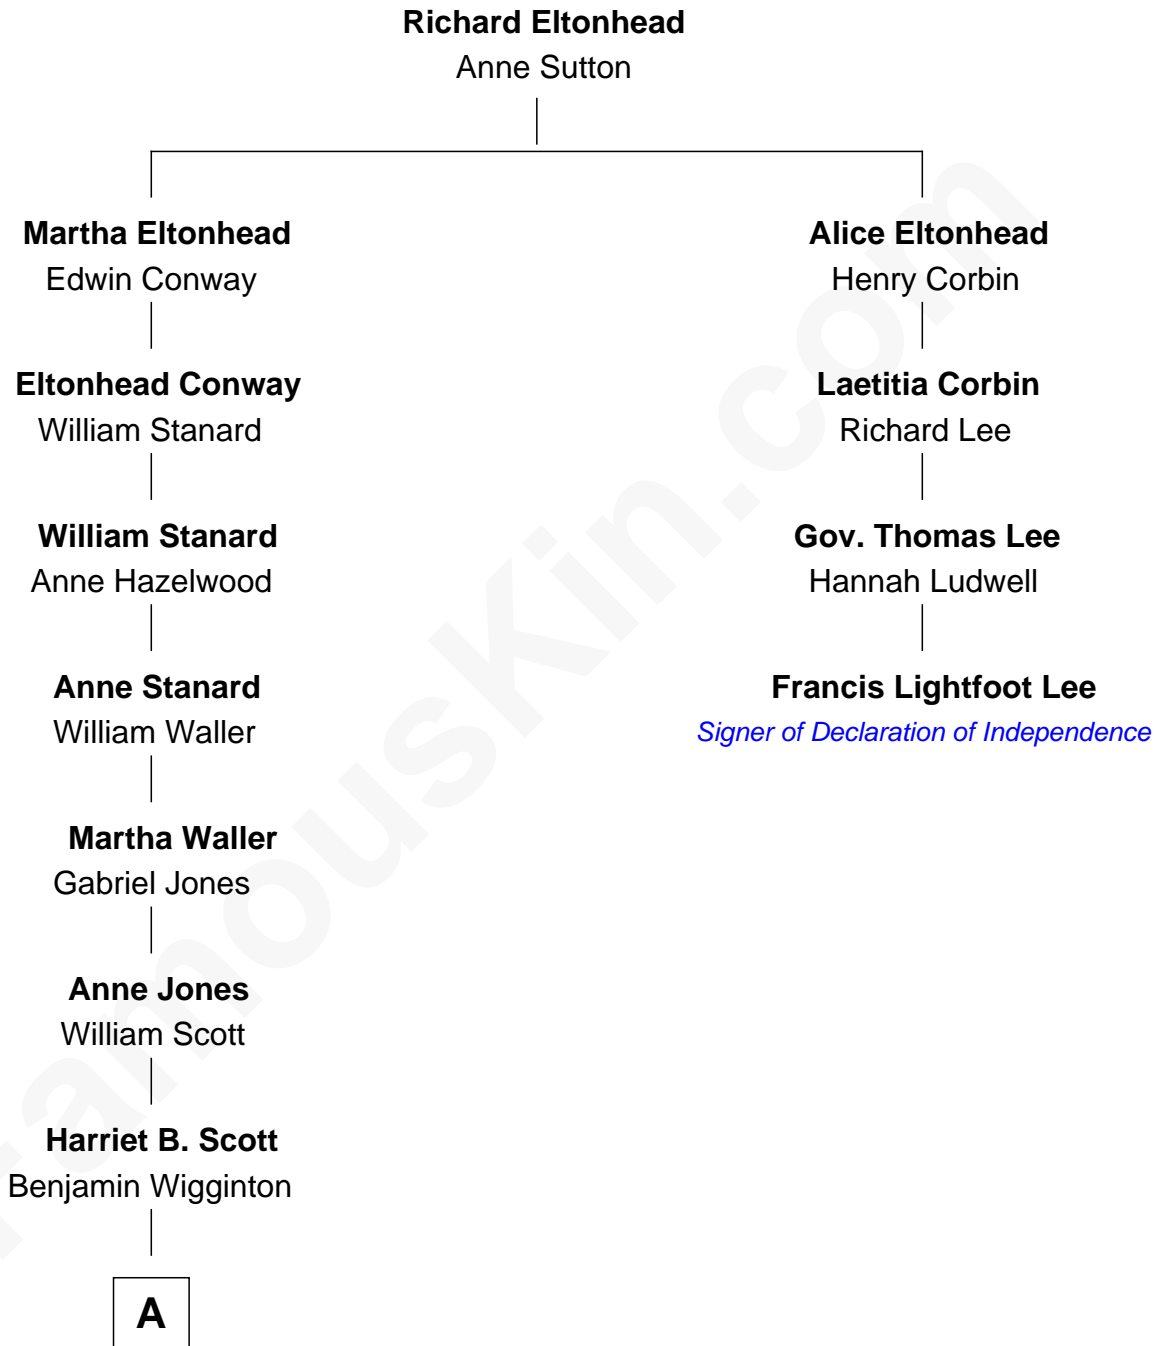 Richard Eltonhead
Anne Sutton
Martha Eltonhead
Edwin Conway
Alice Eltonhead
Henry Corbin
Eltonhead Conway
William Stanard
Laetitia Corbin
Richard Lee
William Stanard
Anne Hazelwood
Gov. Thomas Lee
Hannah Ludwell
Anne Stanard
William Waller
Francis Lightfoot Lee
Signer of Declaration of Independence
Martha Waller
Gabriel Jones
Anne Jones
William Scott
Harriet B. Scott
Benjamin Wigginton
A
FamousKin.com